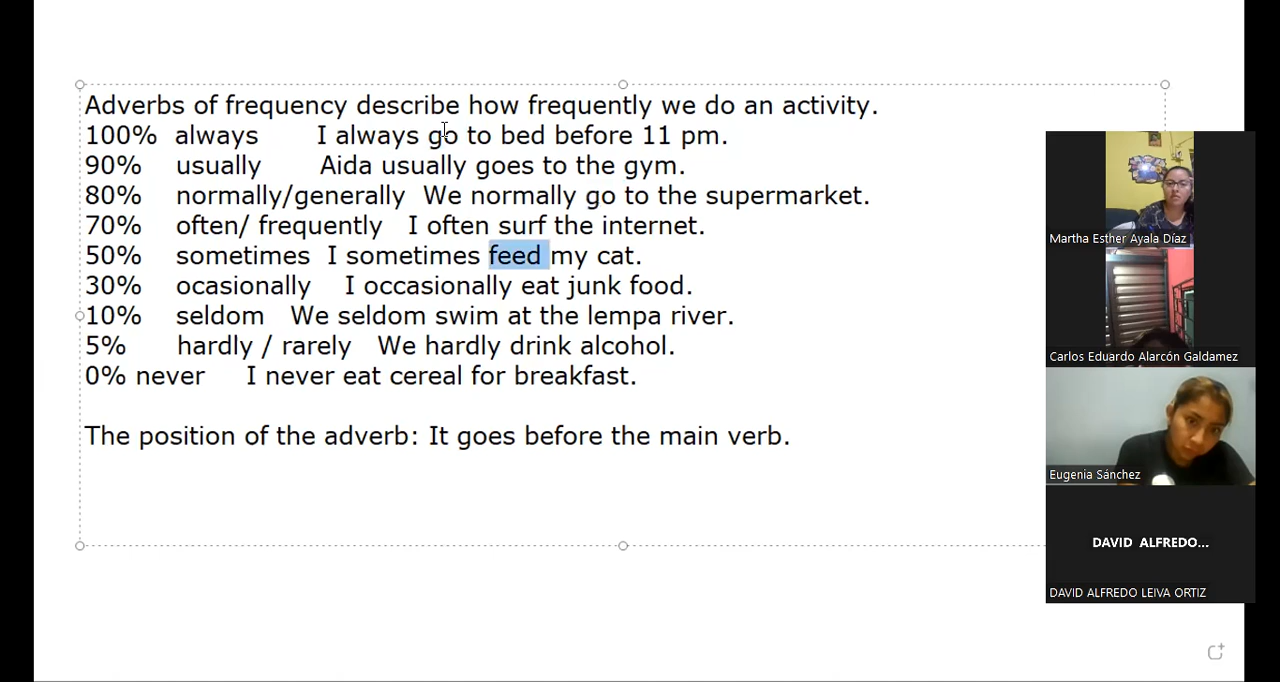 Adverbs of frequency describe how frequently we do an activity.
100% always I always go to bed before 11 pm.
90% usually Aida usually goes to the gym.
80% normally/generally We normally go to the supermarket.
70% often/ frequently I often surf the internet.
50% sometimes I sometimes feed my cat.
30% ocasionally I occasionally eat junk food.
10% seldom We seldom swim at the lempa river.
5% hardly / rarely We hardly drink alcohol.
0% never I never eat cereal for breakfast.
The position of the adverb: It goes before the main verb.
Martha Esther Ayala Díaz
Carlos Eduardo Alarcón Galdamez
Eugenia Sánchez
DAVID ALFREDO...
DAVID ALFREDO LEIVA ORTIZ